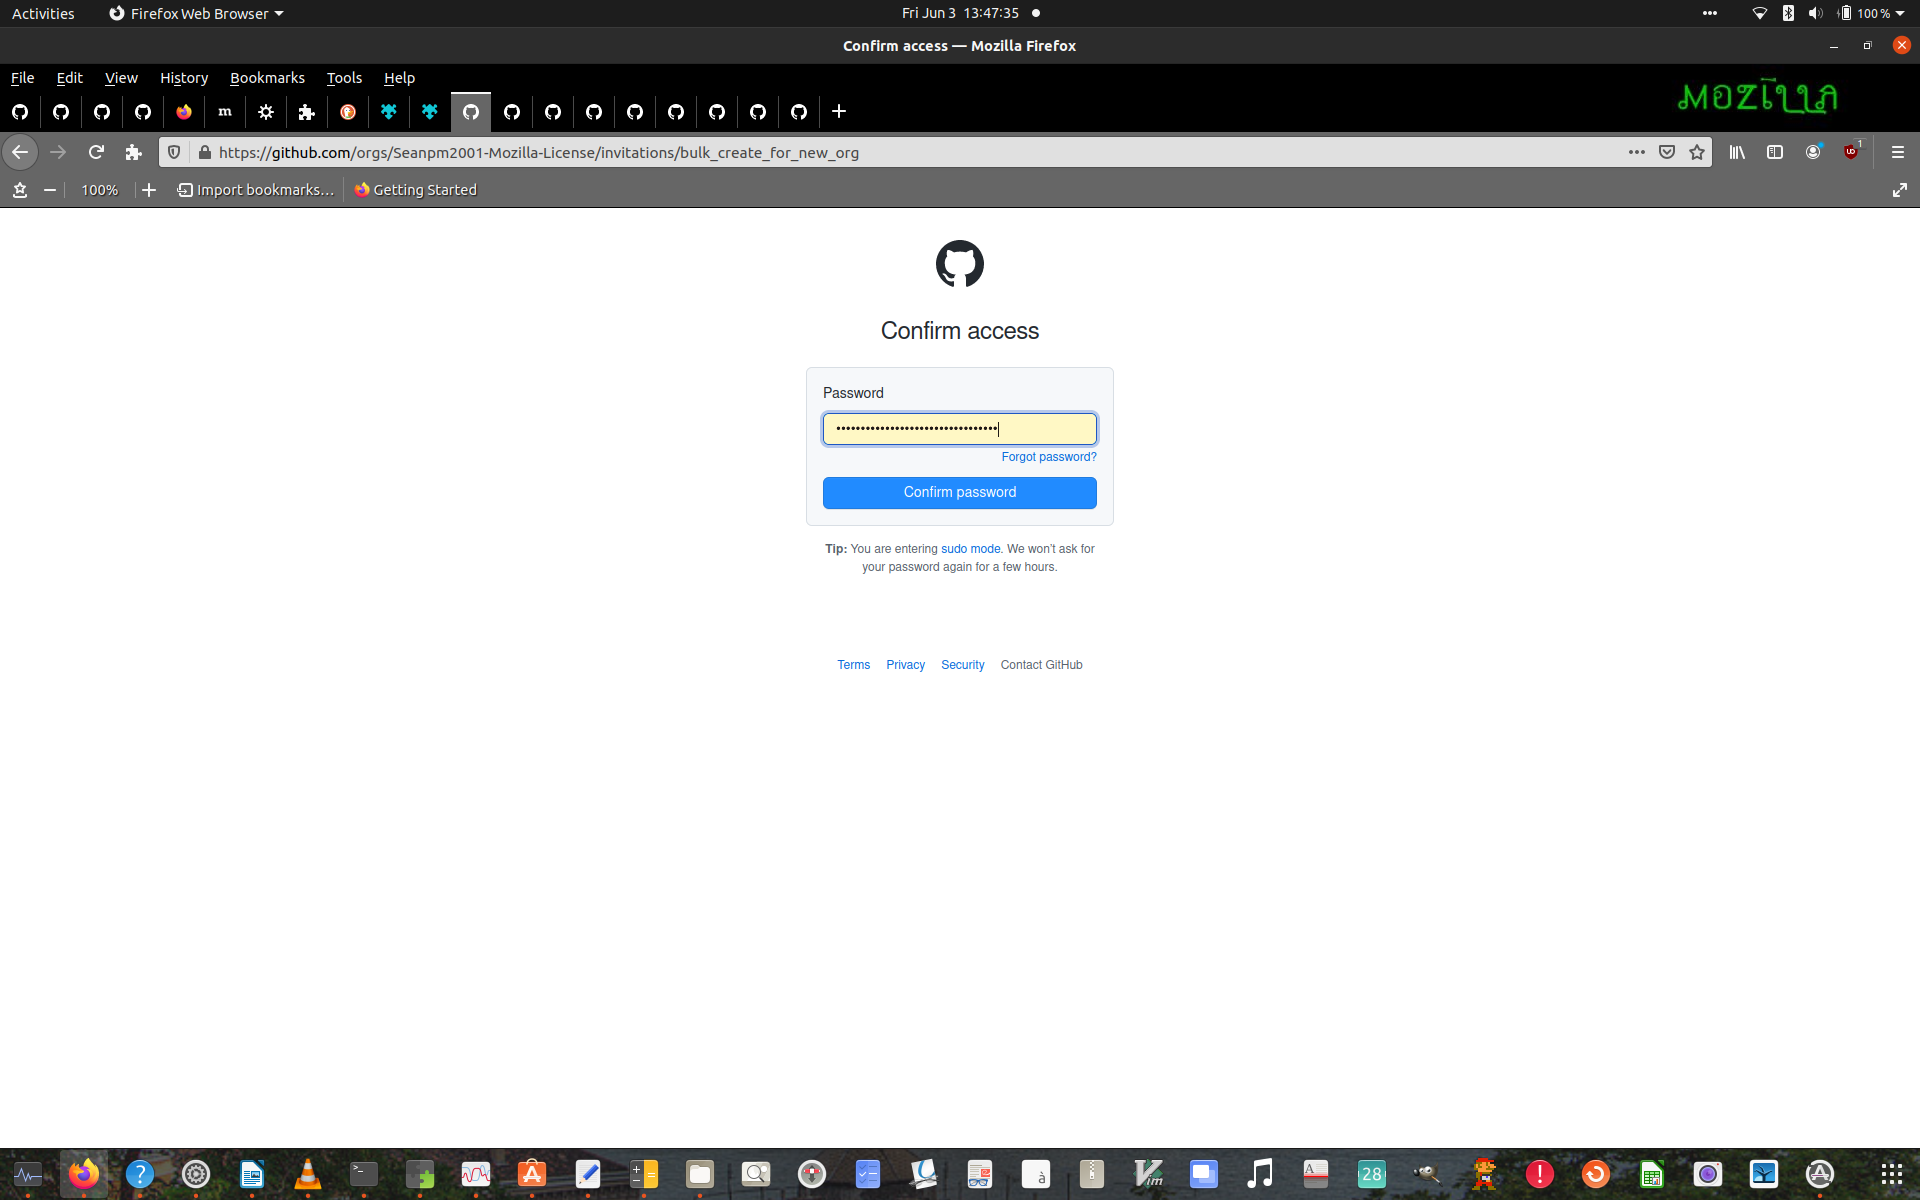 Activities
Firefox Web Browser
Fri Jun 3 13:47:35
100 %
Confirm access — Mozilla Firefox
File Edit View History Bookmarks Tools Help
MOZILLA
m
https://github.com/orgs/Seanpm2001-Mozilla-License/invitations/bulk_create_for_new_org
1
100%
Import bookmarks…
Getting Started
Confirm access
Password
Forgot password?
Confirm password
Tip: You are entering sudo mode. We won't ask for
your password again for a few hours.
Terms Privacy Security Contact GitHub
?
>_
à
Vim
A
28
!